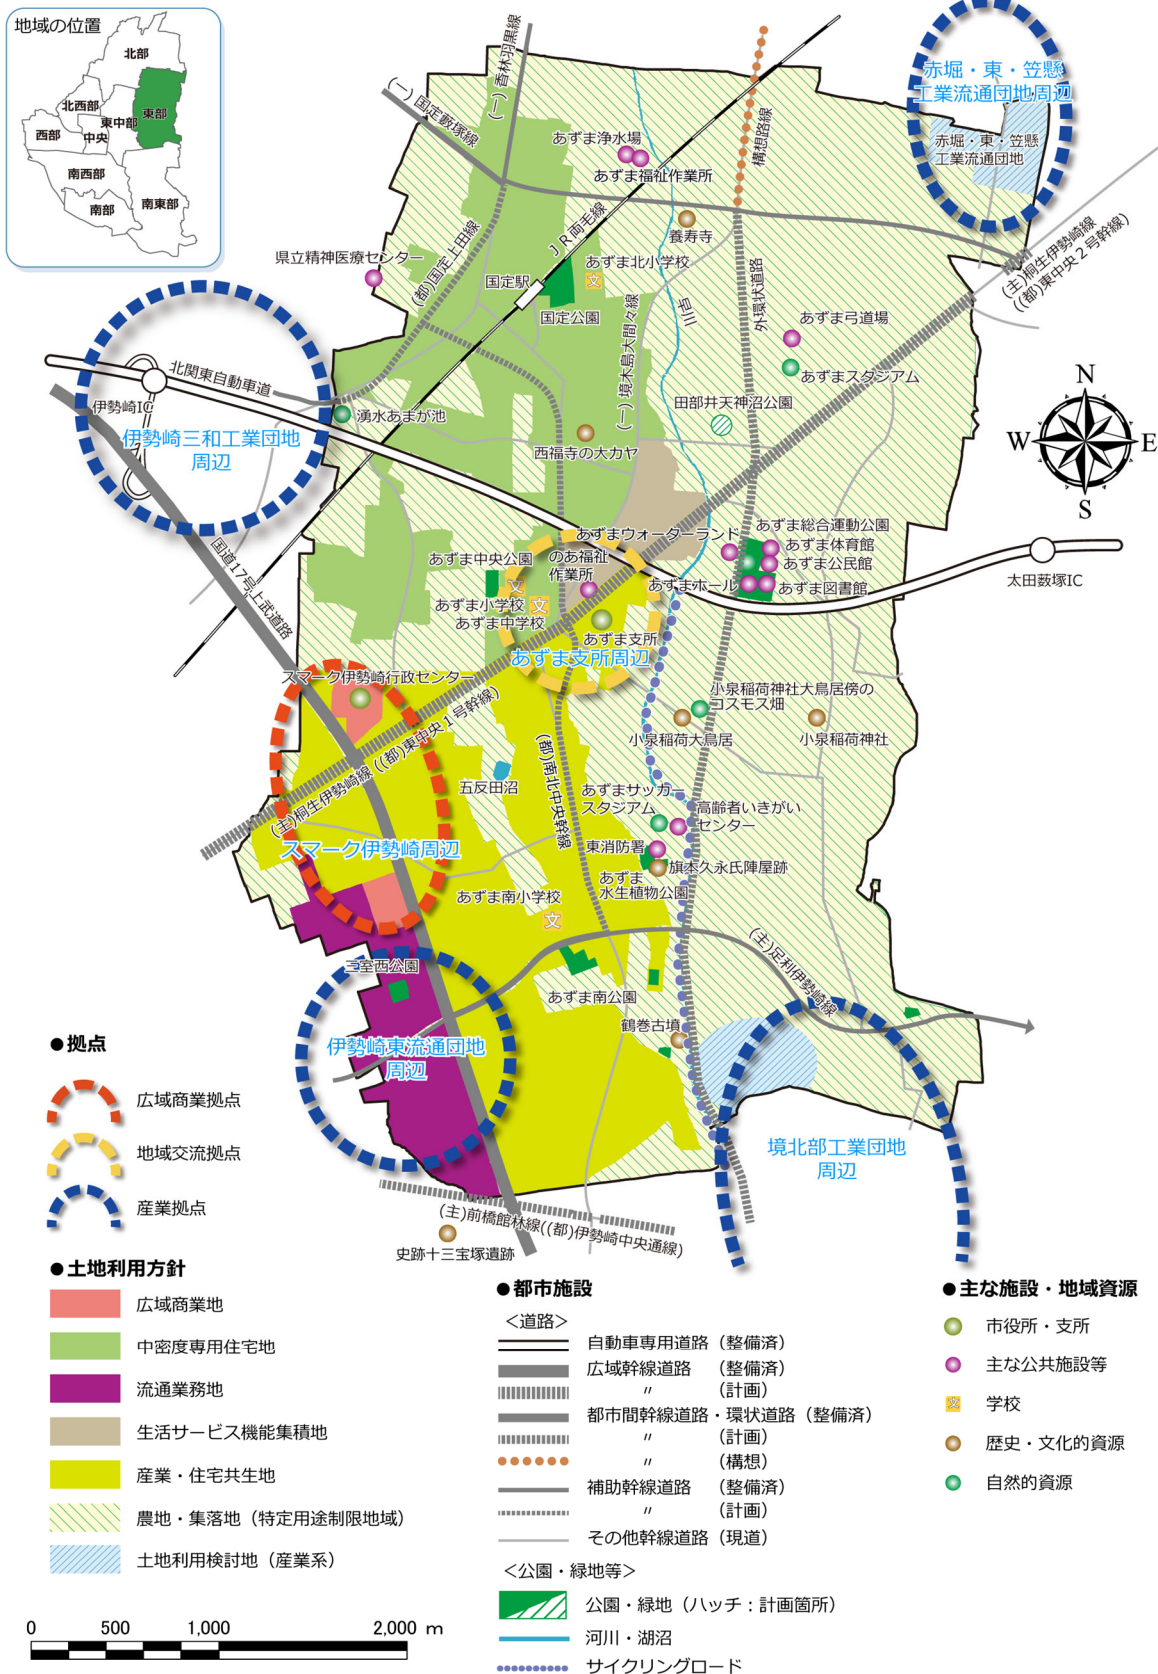 地域の位置
北部
北西部
東部
東中部
西部
中央
南西部
南東部
南部
(一)香林羽黒線
(一)国定藪塚線
構想路線
赤堀・東・笠懸
工業流通団地周辺
赤堀・東・笠懸
工業流通団地
あずま浄水場
あずま福祉作業所
養寿寺
JR両毛線
(都)国定上田線
県立精神医療センター
国定駅
あずま北小学校
国定公園
(一)境木島大間々線
早川
外環状道路
(主)桐生伊勢崎線
((都)東中央2号幹線)
あずま弓道場
あずまスタジアム
北関東自動車道
伊勢崎IC
伊勢崎三和工業団地
周辺
湧水あまが池
田部井天神沼公園
西福寺の大カヤ
N
W
E
S
国道17号上武道路
あずまウォーターランド
あずま総合運動公園
あずま体育館
あずま公民館
あずまホール
あずま図書館
太田薮塚IC
あずま中央公園
のあ福祉
作業所
あずま小学校
あずま中学校
あずま支所
あずま支所周辺
スマーク伊勢崎行政センター
(主)桐生伊勢崎線((都)東中央1号幹線)
小泉稲荷神社大鳥居傍の
コスモス畑
小泉稲荷大鳥居
小泉稲荷神社
(都)南北中央幹線
五反田沼
あずまサッカー
スタジアム
高齢者いきがい
センター
スマーク伊勢崎周辺
東消防署
旗本久永氏陣屋跡
あずま
水生植物公園
あずま南小学校
(主)足利伊勢崎線
三室西公園
あずま南公園
鶴巻古墳
伊勢崎東流通団地
周辺
境北部工業団地
周辺
(主)前橋館林線((都)伊勢崎中央通線)
史跡十三宝塚遺跡
●拠点
広域商業拠点
地域交流拠点
産業拠点
●土地利用方針
広域商業地
中密度専用住宅地
流通業務地
生活サービス機能集積地
産業・住宅共生地
農地・集落地(特定用途制限地域)
土地利用検討地(産業系)
0 500 1,000 2,000 m
●都市施設
<道路>
自動車専用道路(整備済)
広域幹線道路 (整備済)
〃 (計画)
都市間幹線道路・環状道路(整備済)
〃 (計画)
〃 (構想)
補助幹線道路 (整備済)
〃 (計画)
その他幹線道路(現道)
<公園・緑地等>
公園・緑地(ハッチ:計画箇所)
河川・湖沼
サイクリングロード
●主な施設・地域資源
市役所・支所
主な公共施設等
文 学校
歴史・文化的資源
自然的資源